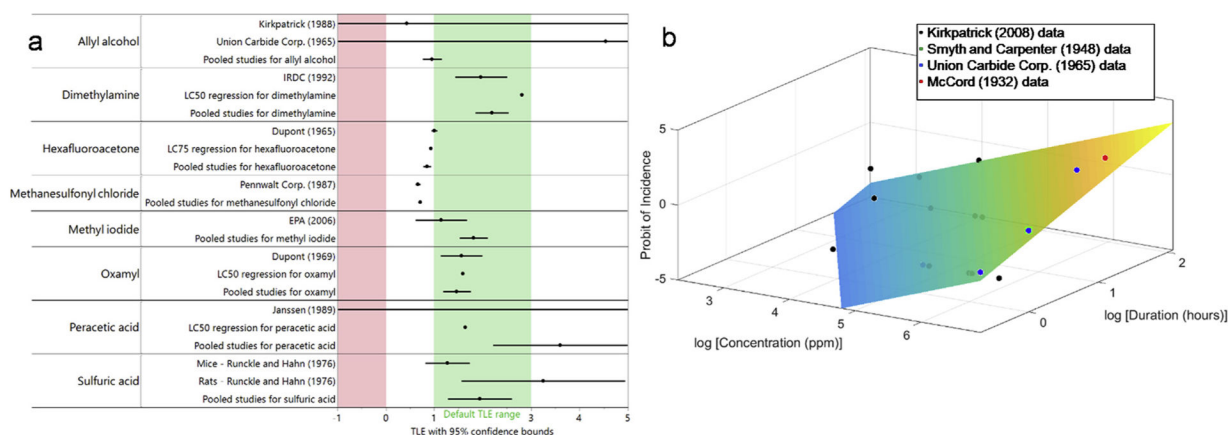 a
Allyl alcohol
Kirkpatrick (1988)
Union Carbide Corp. (1965)
Pooled studies for allyl alcohol
Dimethylamine
IRDC (1992)
LC50 regression for dimethylamine
Pooled studies for dimethylamine
Hexafluoroacetone
Dupont (1965)
LC75 regression for hexafluoroacetone
Pooled studies for hexafluoroacetone
Methanesulfonyl chloride
Pennwalt Corp. (1987)
Pooled studies for methanesulfonyl chloride
Methyl iodide
EPA (2006)
Pooled studies for methyl iodide
Oxamyl
Dupont (1969)
LC50 regression for oxamyl
Pooled studies for oxamyl
Peracetic acid
Janssen (1989)
LC50 regression for peracetic acid
Pooled studies for peracetic acid
Sulfuric acid
Mice - Runckle and Hahn (1976)
Rats - Runckle and Hahn (1976)
Pooled studies for sulfuric acid
Default TLE range
-1 0 1 2 3 4 5
TLE with 95% confidence bounds
b
Kirkpatrick (2008) data
Smyth and Carpenter (1948) data
Union Carbide Corp. (1965) data
McCord (1932) data
Probit of Incidence
5
0
-5
3
4
5
6
log [Concentration (ppm)]
0
1
2
log [Duration (hours)]